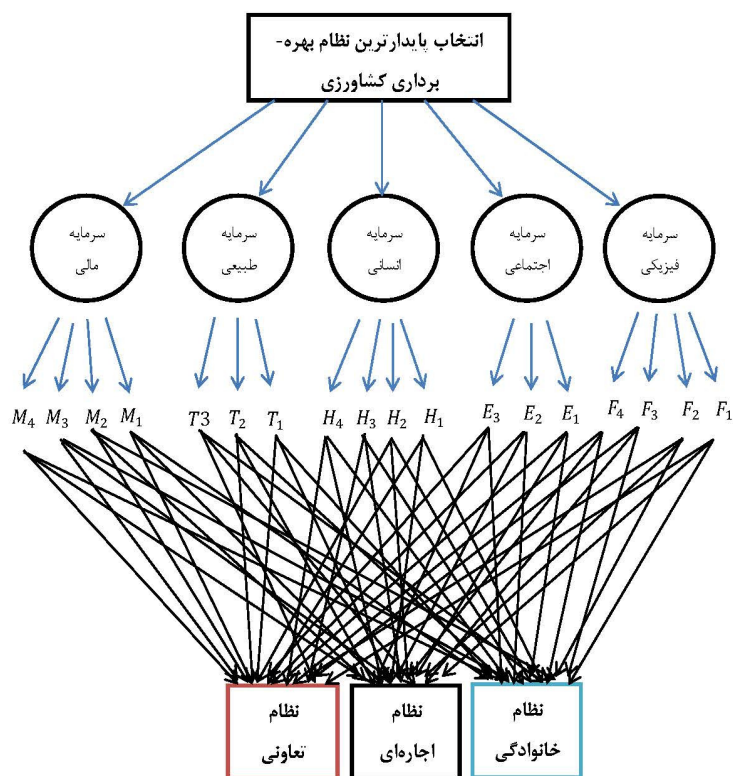 انتخاب پایدارترین نظام بهره-
برداری کشاورزی
سرمایه
فیزیکی
سرمایه
اجتماعی
سرمایه
انسانی
سرمایه
طبیعی
سرمایه
مالی
M₄ M₃ M₂ M₁ T3 T₂ T₁ H₄ H₃ H₂ H₁ E₃ E₂ E₁ F₄ F₃ F₂ F₁
نظام
خانوادگی
نظام
اجاره‌ای
نظام
تعاونی